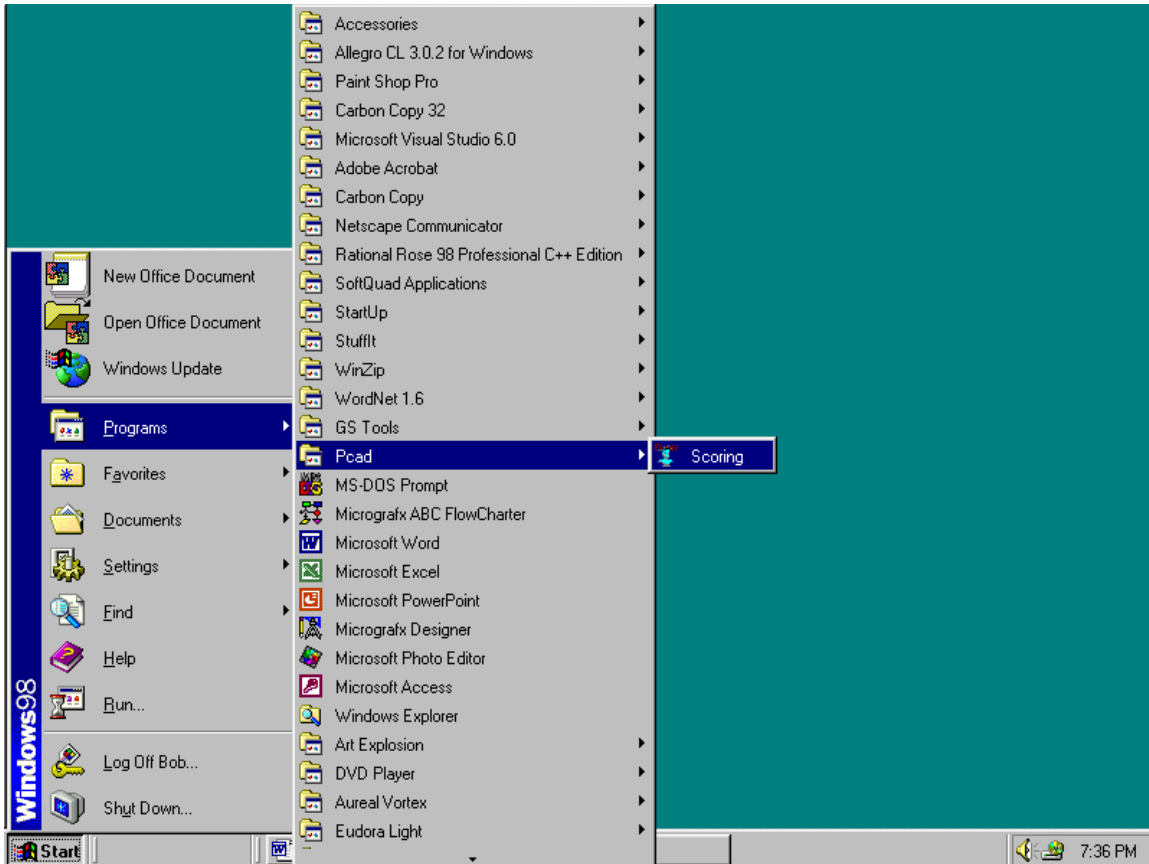 New Office Document
Open Office Document
Windows Update
Programs
Favorites
Documents
Settings
Find
Help
Run...
Log Off Bob...
Shut Down...
Windows98
Accessories
Allegro CL 3.0.2 for Windows
Paint Shop Pro
Carbon Copy 32
Microsoft Visual Studio 6.0
Adobe Acrobat
Carbon Copy
Netscape Communicator
Rational Rose 98 Professional C++ Edition
SoftQuad Applications
StartUp
StuffIt
WinZip
WordNet 1.6
GS Tools
Pcad
MS-DOS Prompt
Micrografx ABC FlowCharter
Microsoft Word
Microsoft Excel
Microsoft PowerPoint
Micrografx Designer
Microsoft Photo Editor
Microsoft Access
Windows Explorer
Art Explosion
DVD Player
Aureal Vortex
Eudora Light
Scoring
Start
7:36 PM